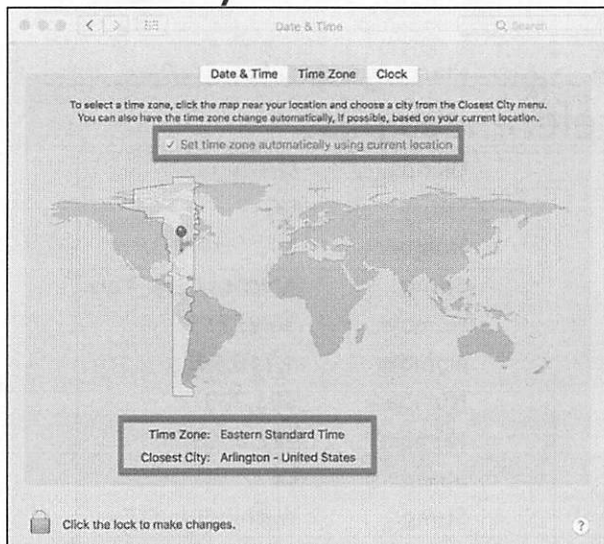 Date & Time
Search
Date & Time Time Zone Clock
To select a time zone, click the map near your location and choose a city from the Closest City menu.
You can also have the time zone change automatically, if possible, based on your current location.
✓ Set time zone automatically using current location
Time Zone: Eastern Standard Time
Closest City: Arlington - United States
Click the lock to make changes.
?